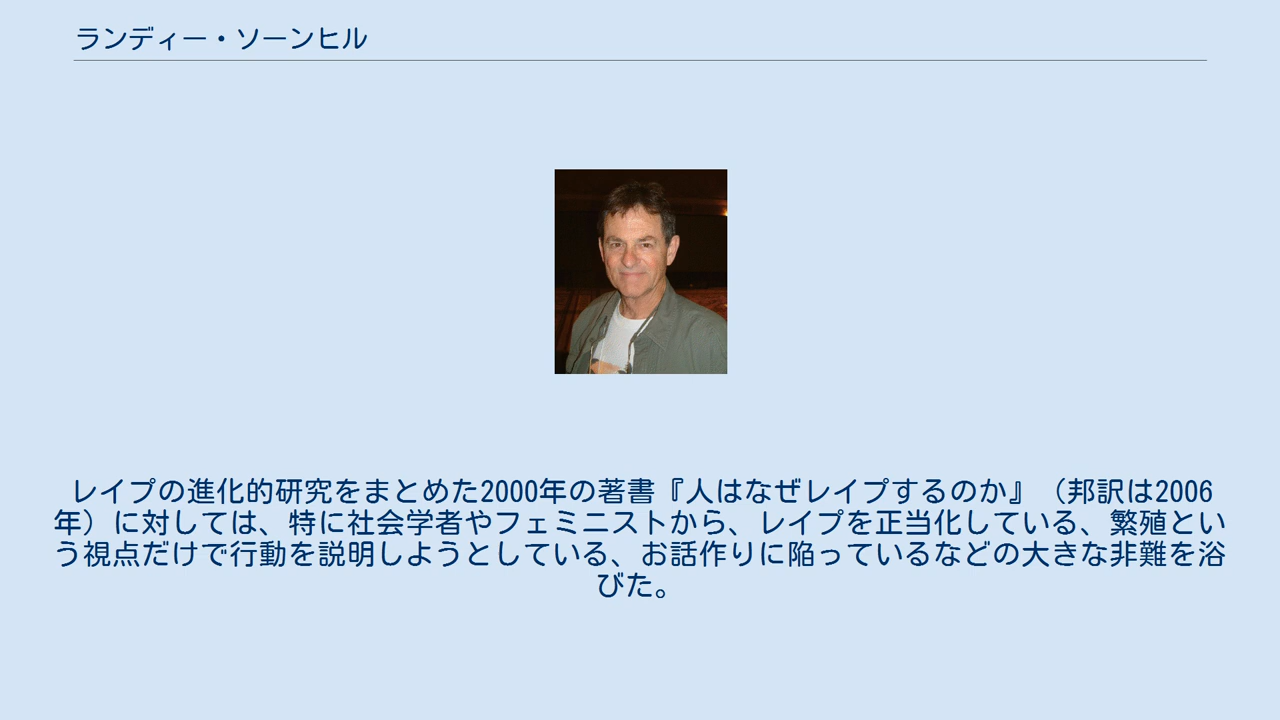 ランディー・ソーンヒル
レイプの進化的研究をまとめた2000年の著書『人はなぜレイプするのか』（邦訳は2006
年）に対しては、特に社会学者やフェミニストから、レイプを正当化している、繁殖とい
う視点だけで行動を説明しようとしている、お話作りに陥っているなどの大きな非難を浴
びた。